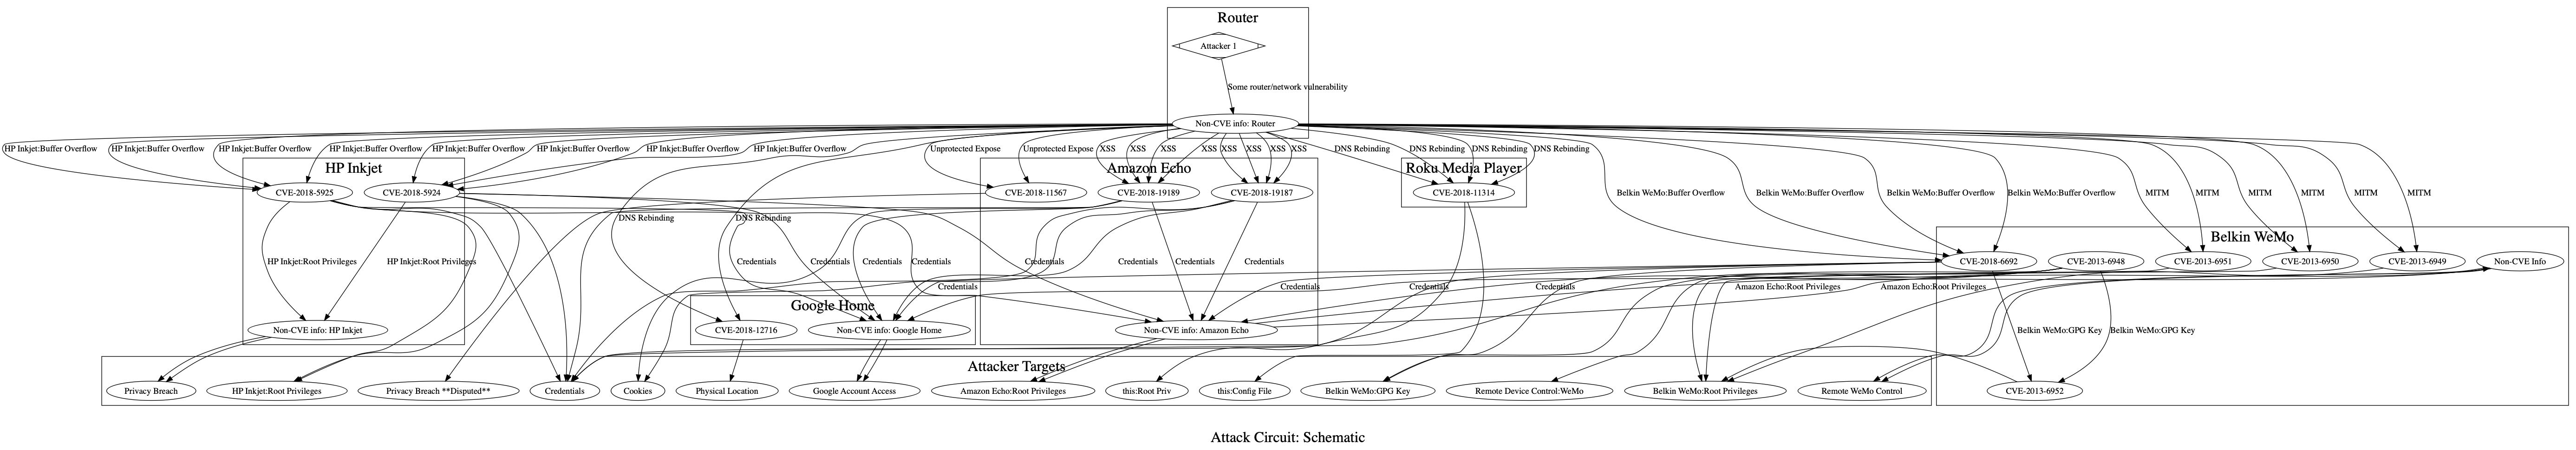 Router
Attacker 1
Some router/network vulnerability
Non-CVE info: Router
HP Inkjet:Buffer Overflow
HP Inkjet:Buffer Overflow
HP Inkjet:Buffer Overflow
HP Inkjet:Buffer Overflow
HP Inkjet:Buffer Overflow
HP Inkjet:Buffer Overflow
HP Inkjet:Buffer Overflow
HP Inkjet:Buffer Overflow
Unprotected Expose
Unprotected Expose
XSS
XSS
XSS
XSS
XSS
XSS
XSS
DNS Rebinding
DNS Rebinding
DNS Rebinding
DNS Rebinding
HP Inkjet
Amazon Echo
Roku Media Player
CVE-2018-5925
CVE-2018-5924
CVE-2018-11567
CVE-2018-19189
CVE-2018-19187
CVE-2018-11314
Belkin WeMo:Buffer Overflow
Belkin WeMo:Buffer Overflow
Belkin WeMo:Buffer Overflow
Belkin WeMo:Buffer Overflow
MITM
MITM
MITM
MITM
MITM
MITM
DNS Rebinding
DNS Rebinding
Belkin WeMo
HP Inkjet:Root Privileges
HP Inkjet:Root Privileges
Credentials
Credentials
Credentials
Credentials
Credentials
Credentials
Credentials
Credentials
CVE-2018-6692
CVE-2013-6948
CVE-2013-6951
CVE-2013-6950
CVE-2013-6949
Non-CVE Info
Credentials
Credentials
Credentials
Credentials
Amazon Echo:Root Privileges
Amazon Echo:Root Privileges
Google Home
Non-CVE info: HP Inkjet
CVE-2018-12716
Non-CVE info: Google Home
Non-CVE info: Amazon Echo
Belkin WeMo:GPG Key
Belkin WeMo:GPG Key
Attacker Targets
Privacy Breach
HP Inkjet:Root Privileges
Privacy Breach **Disputed**
Credentials
Cookies
Physical Location
Google Account Access
Amazon Echo:Root Privileges
this:Root Priv
this:Config File
Belkin WeMo:GPG Key
Remote Device Control:WeMo
Belkin WeMo:Root Privileges
Remote WeMo Control
CVE-2013-6952
Attack Circuit: Schematic